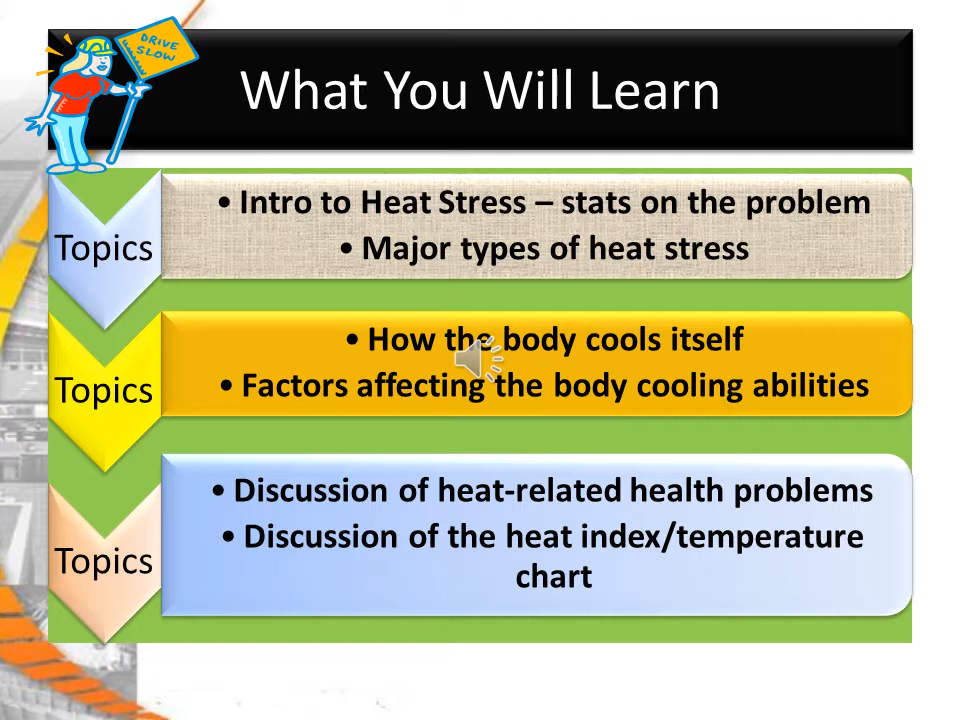 DRIVE
SLOW
What You Will Learn
Topics
• Intro to Heat Stress – stats on the problem
• Major types of heat stress
Topics
• How the body cools itself
• Factors affecting the body cooling abilities
Topics
• Discussion of heat-related health problems
• Discussion of the heat index/temperature
chart